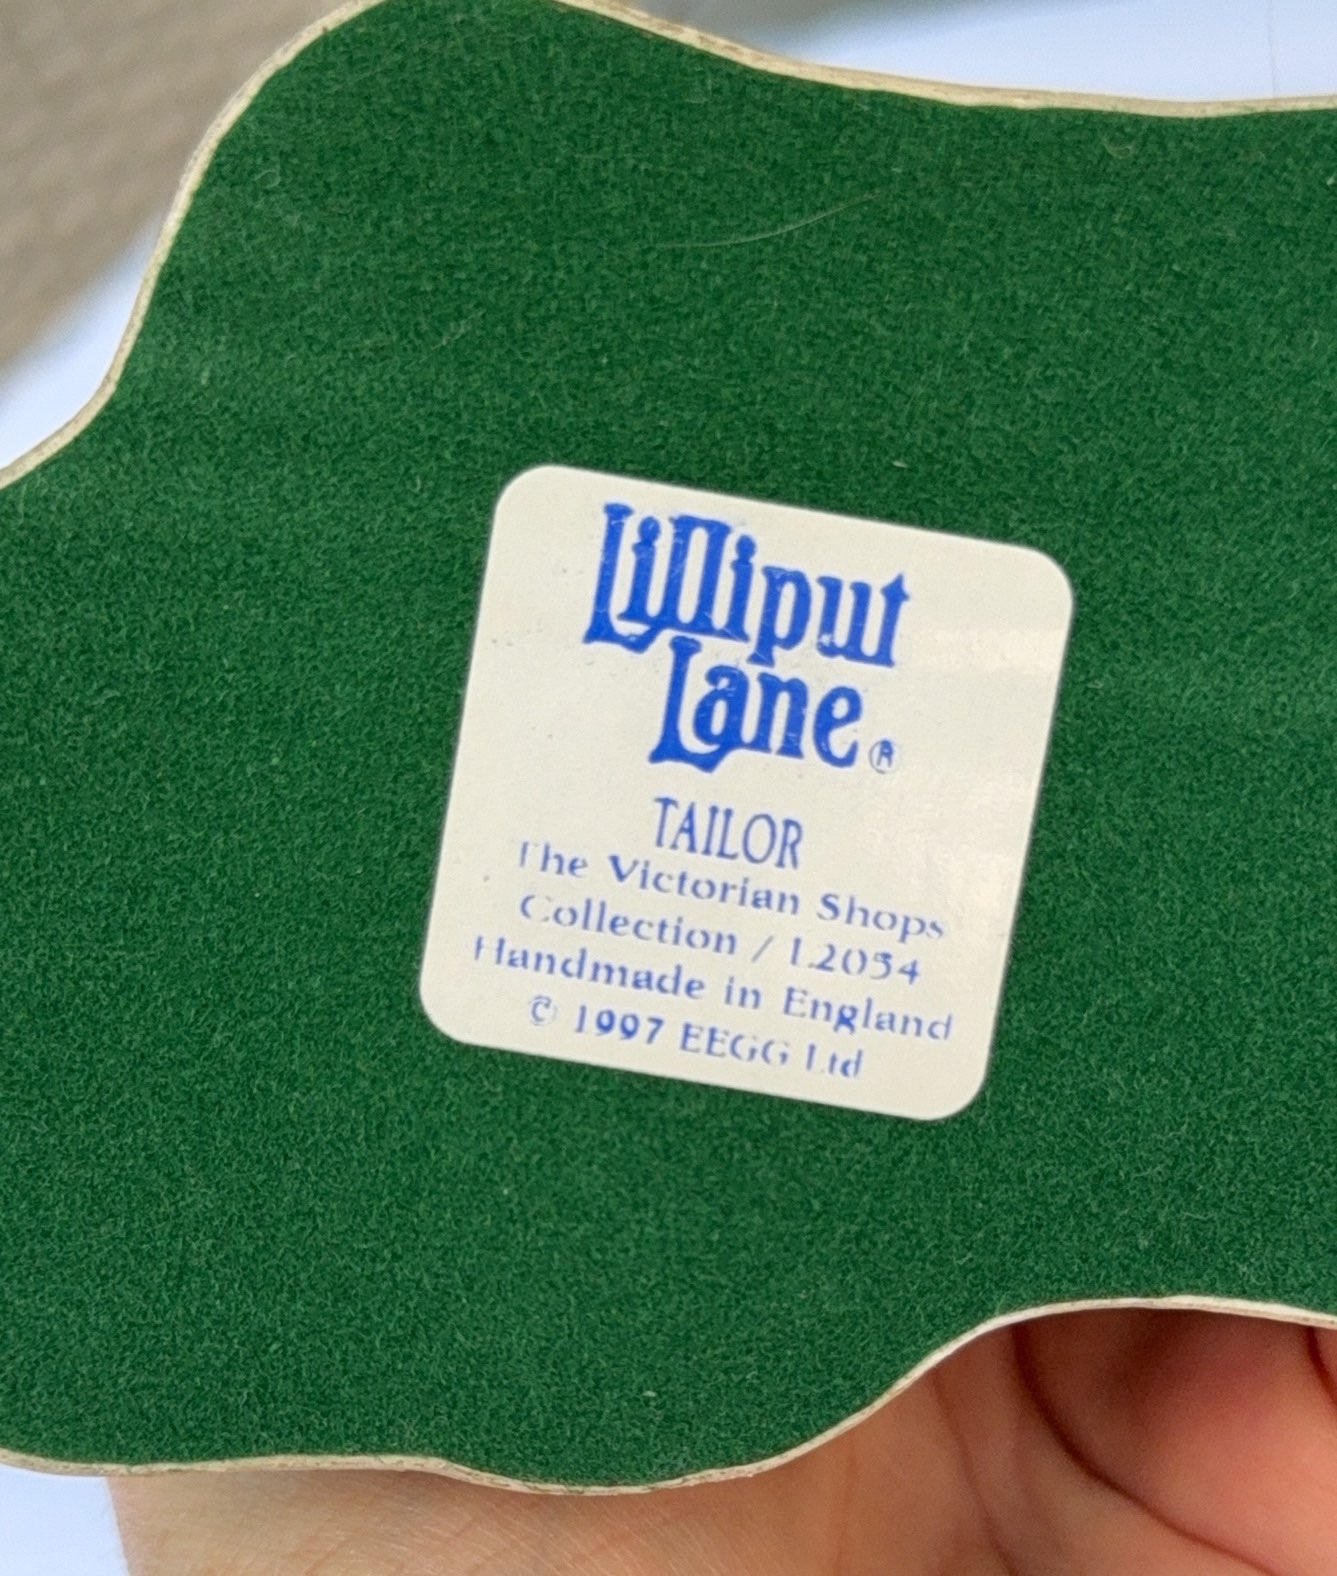 Lilliput
Lane®
TAILOR
The Victorian Shops
Collection / L2054
Handmade in England
© 1997 EEGG Ltd